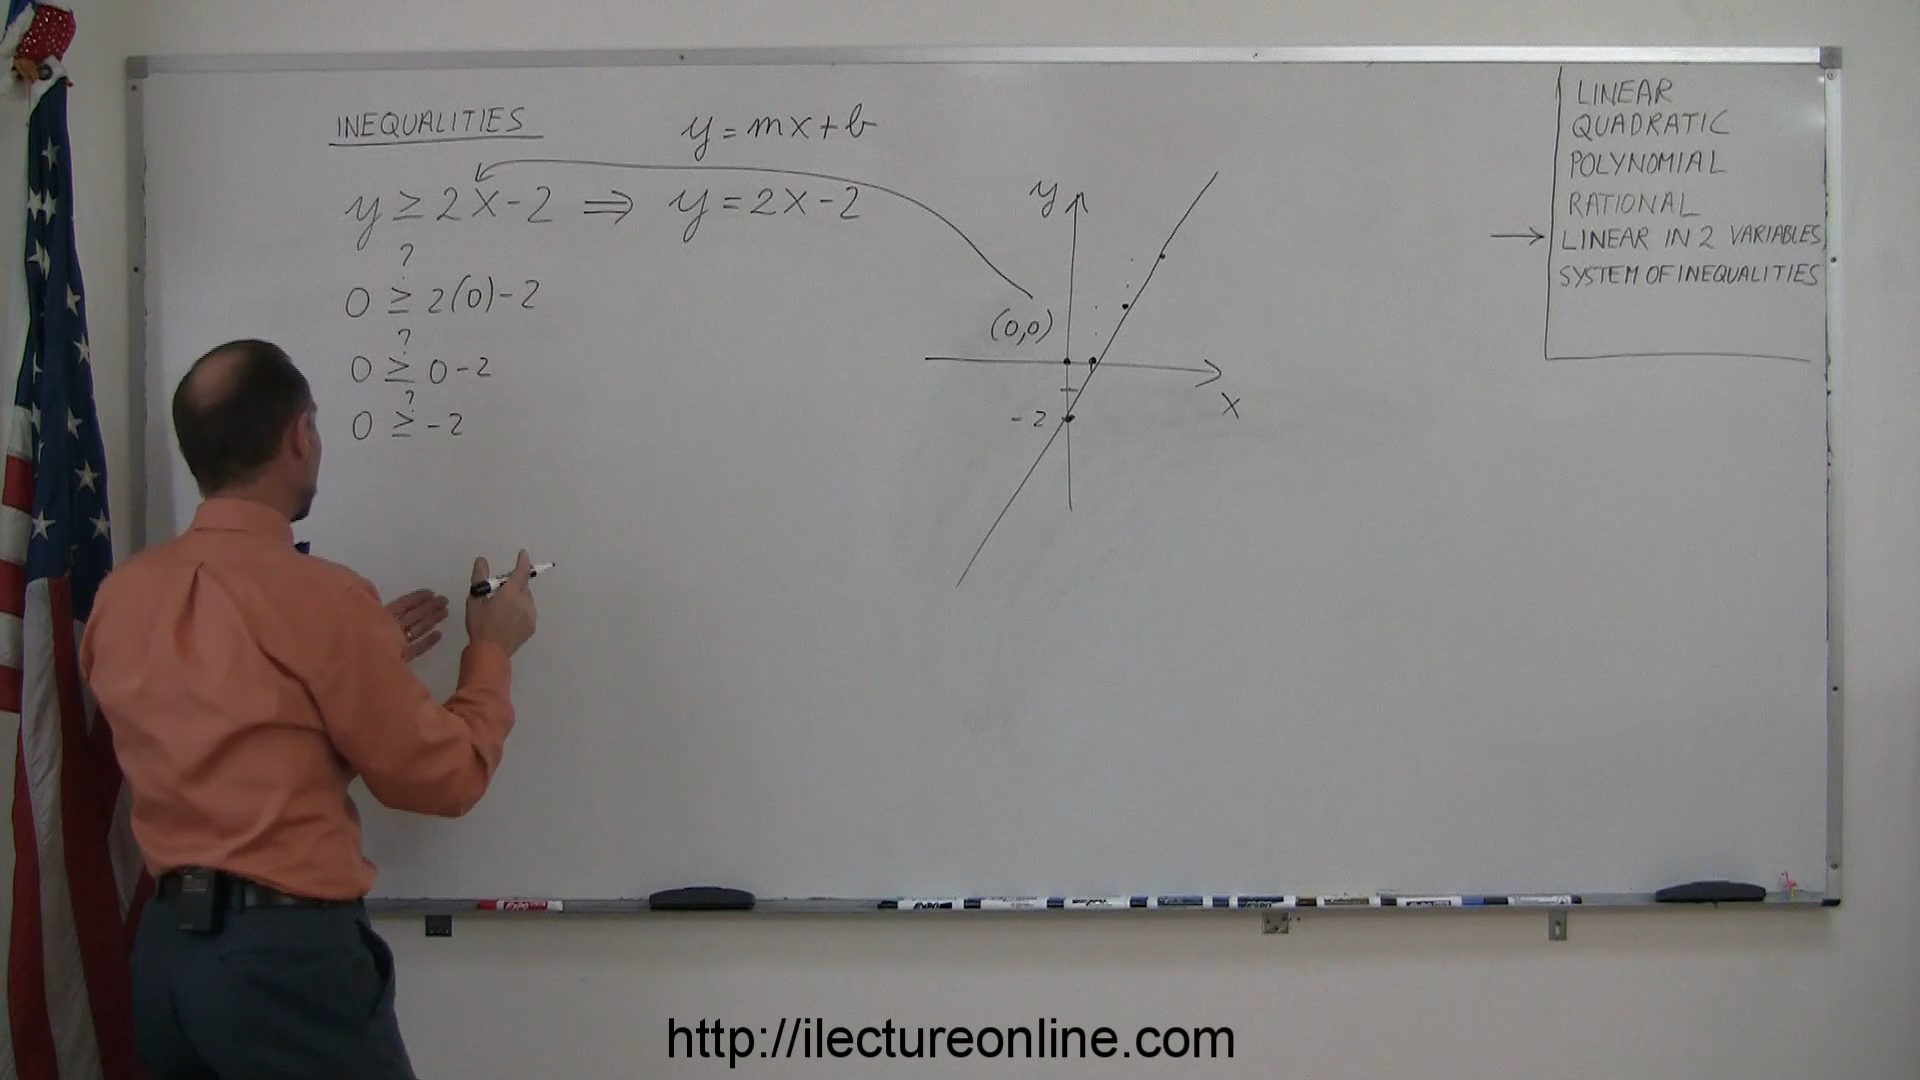 INEQUALITIES
y = mx + b
y ≥ 2x - 2 ⇒ y = 2x - 2
?
0 ≥ 2(0) - 2
?
0 ≥ 0 - 2
?
0 ≥ -2
y
(0,0)
x
-2
LINEAR
QUADRATIC
POLYNOMIAL
RATIONAL
→ LINEAR IN 2 VARIABLES
SYSTEM OF INEQUALITIES
http://ilectureonline.com